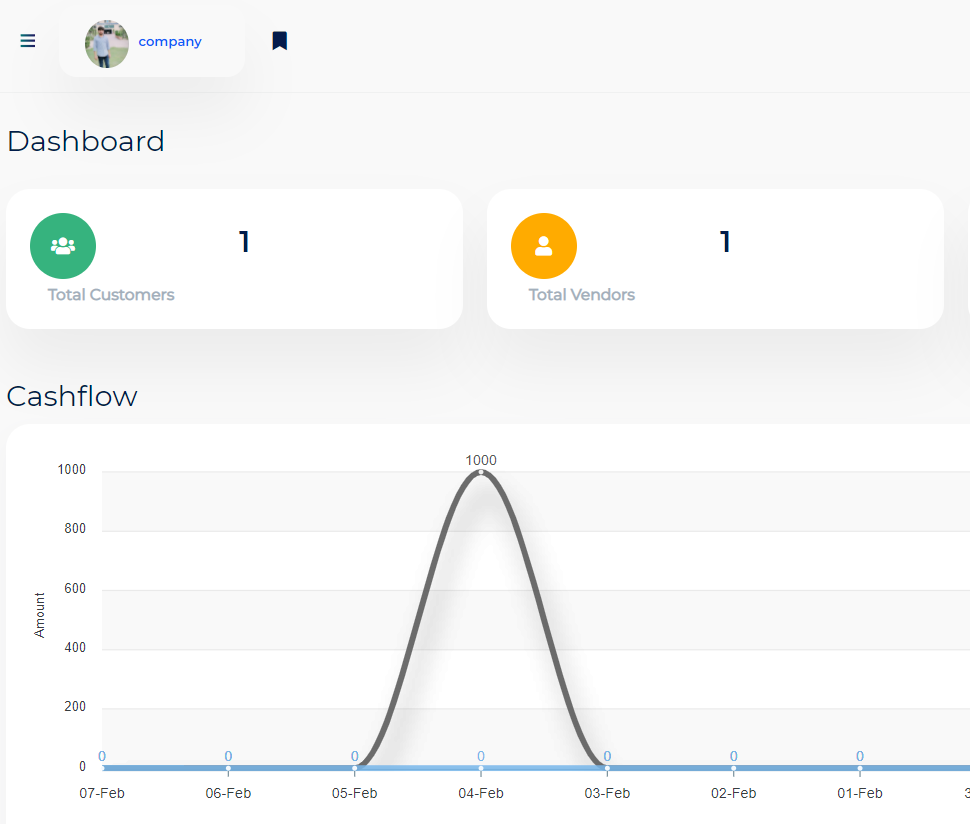 company
Dashboard
1
1
Total Customers
Total Vendors
Cashflow
1000
1000
800
600
400
200
0
Amount
0
0
0
0
0
0
0
07-Feb
06-Feb
05-Feb
04-Feb
03-Feb
02-Feb
01-Feb